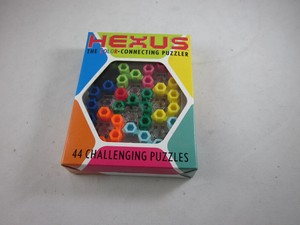 HEXUS
THE COLOR-CONNECTING PUZZLER
44 CHALLENGING PUZZLES